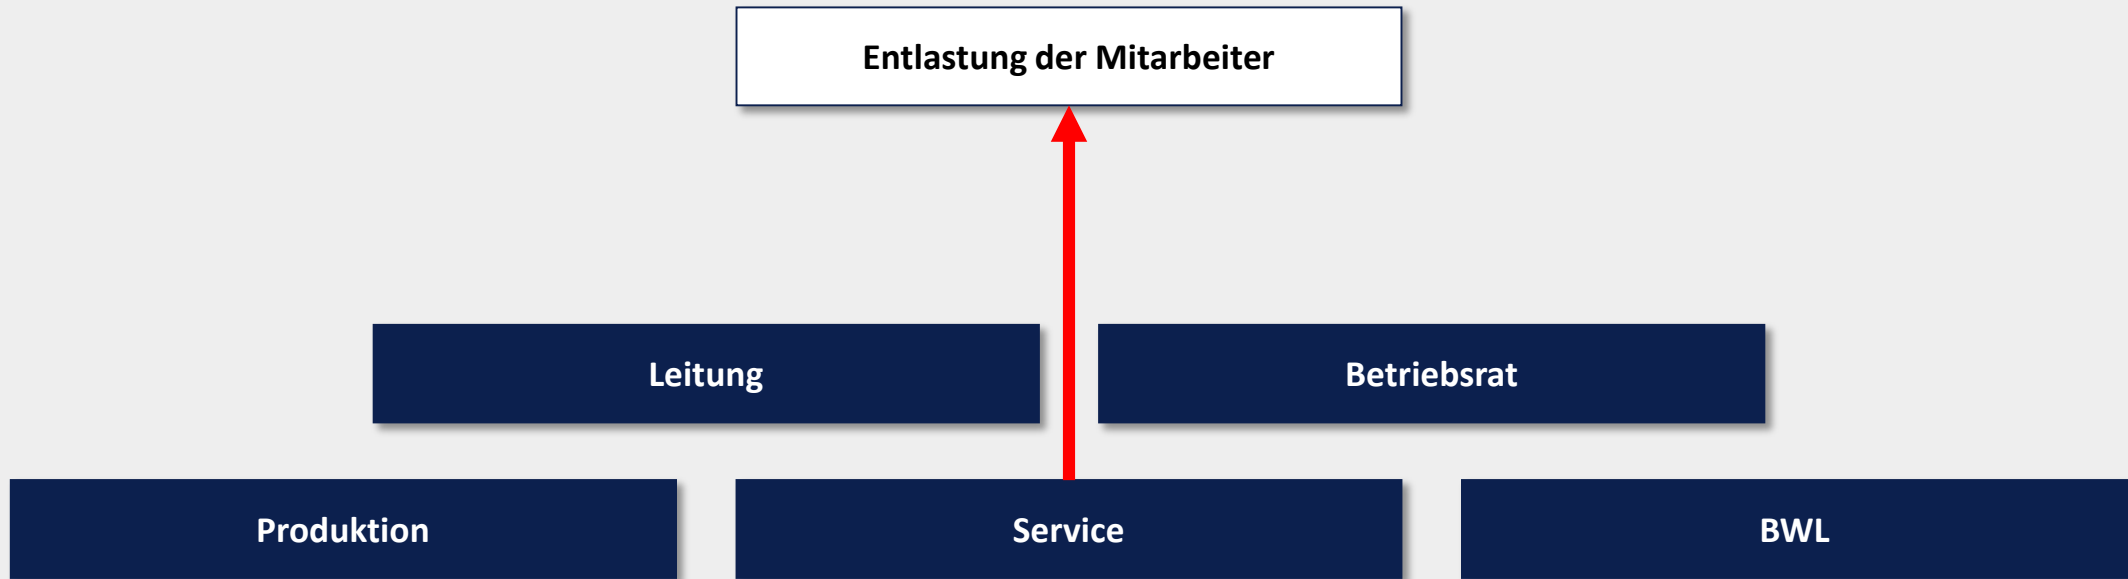 Entlastung der Mitarbeiter
Leitung
Betriebsrat
Produktion
Service
BWL